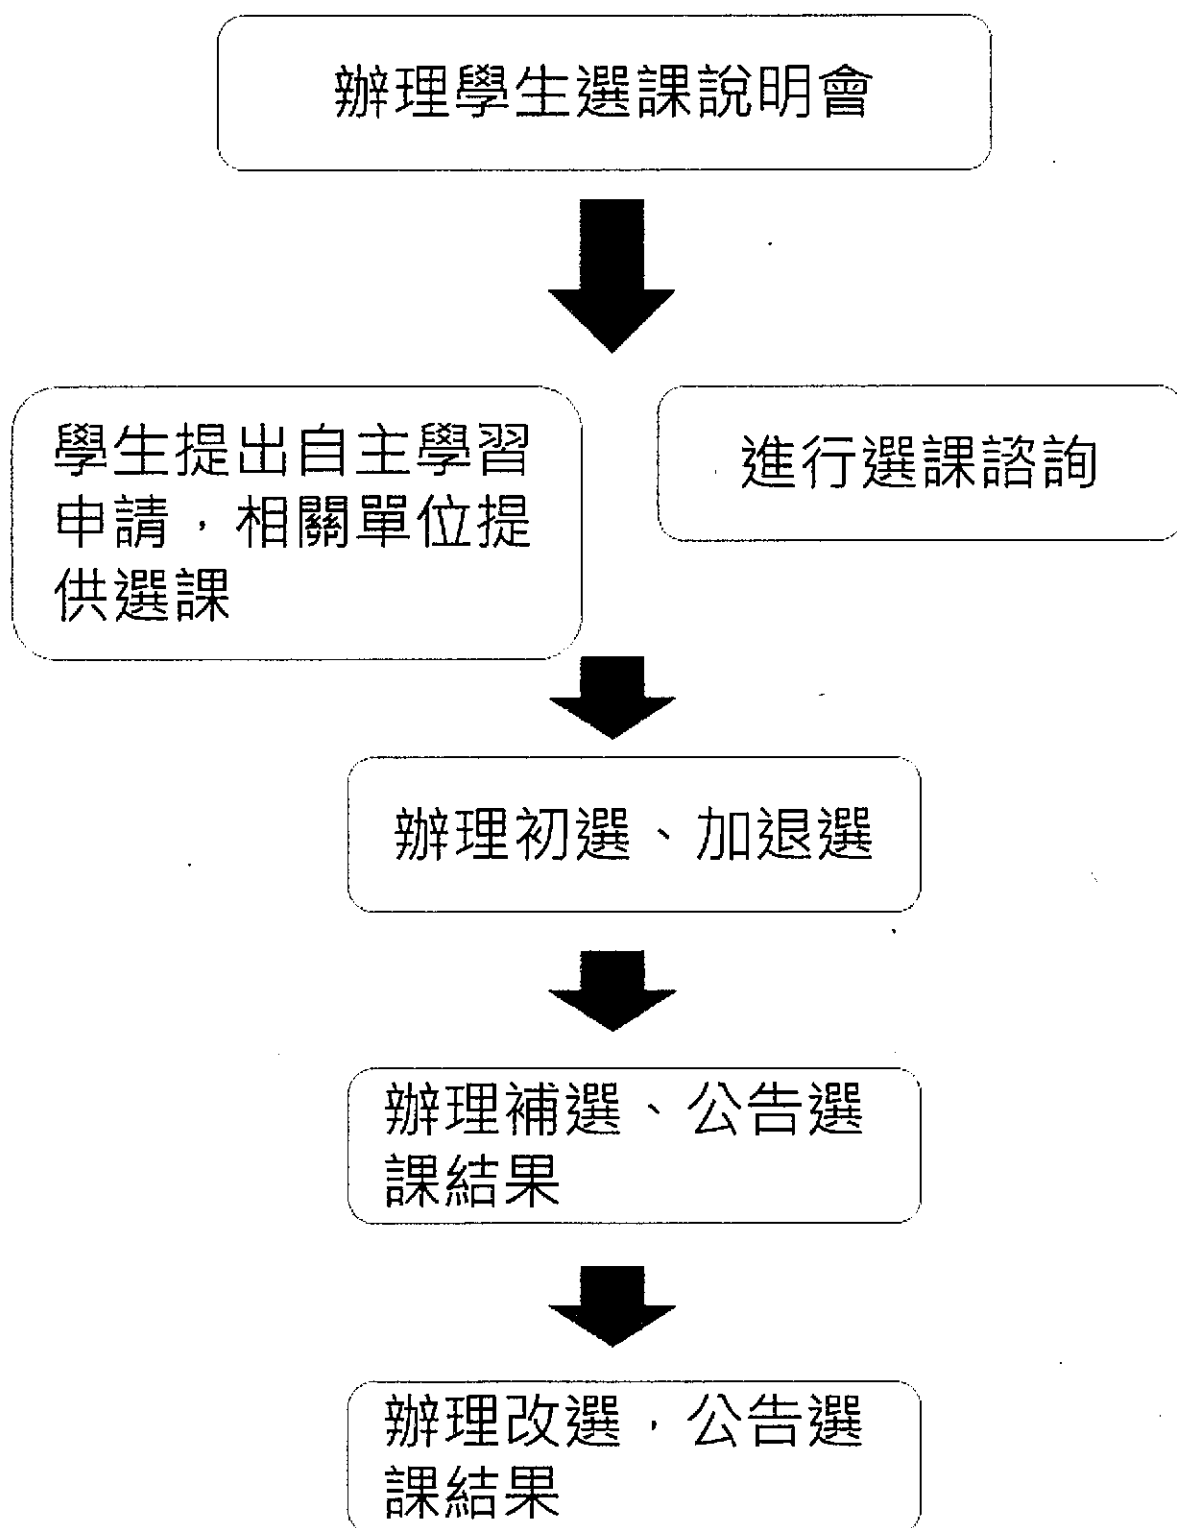 辦理學生選課說明會
學生提出自主學習
申請，相關單位提
供選課
進行選課諮詢
辦理初選、加退選
辦理補選、公告選
課結果
辦理改選，公告選
課結果